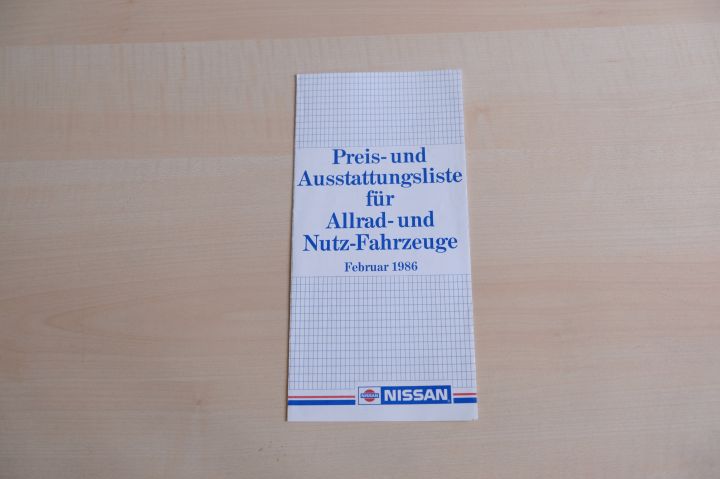 Preis- und
Ausstattungsliste
für
Allrad- und
Nutz-Fahrzeuge
Februar 1986
NISSAN NISSAN